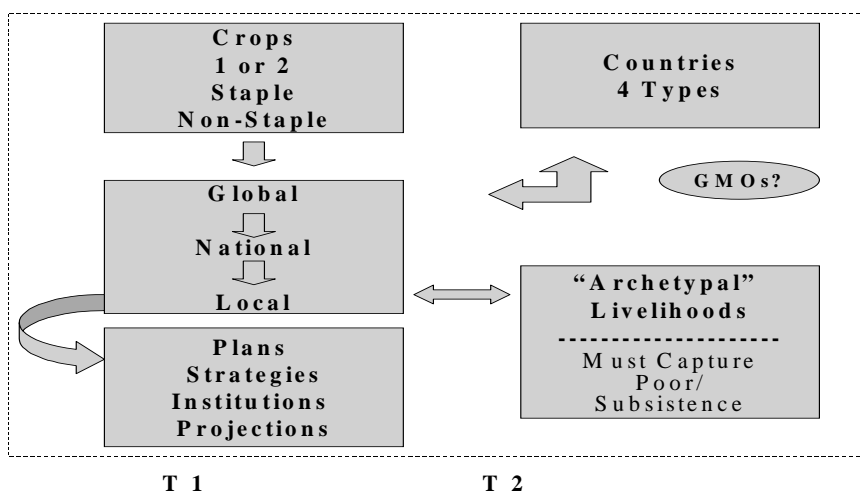 Crops
1 or 2
Staple
Non-Staple
Countries
4 Types
GMOs?
Global
National
Local
“Archetypal”
Livelihoods
---------------------
Must Capture
Poor/
Subsistence
Plans
Strategies
Institutions
Projections
T 1
T 2